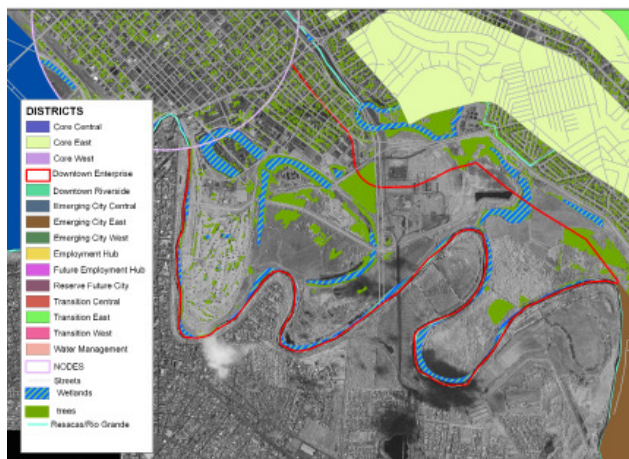 DISTRICTS
Core Central
Core East
Core West
Downtown Enterprise
Downtown Riverside
Emerging City Central
Emerging City East
Emerging City West
Employment Hub
Future Employment Hub
Reserve Future City
Transition Central
Transition East
Transition West
Water Management
NODES
Streets
Wetlands
trees
Resacas/Rio Grande